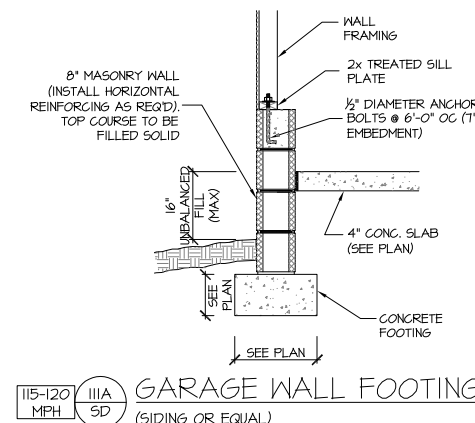 WALL
FRAMING
8" MASONRY WALL
(INSTALL HORIZONTAL
REINFORCING AS REQ'D).
TOP COURSE TO BE
FILLED SOLID
2x TREATED SILL
PLATE
½" DIAMETER ANCHOR
BOLTS @ 6'-0" OC (7"
EMBEDMENT)
16"
UNBALANCED
FILL
(MAX)
4" CONC. SLAB
(SEE PLAN)
SEE
PLAN
CONCRETE
FOOTING
SEE PLAN
115-120
MPH
111A
SD
GARAGE WALL FOOTING
(SIDING OR EQUAL)